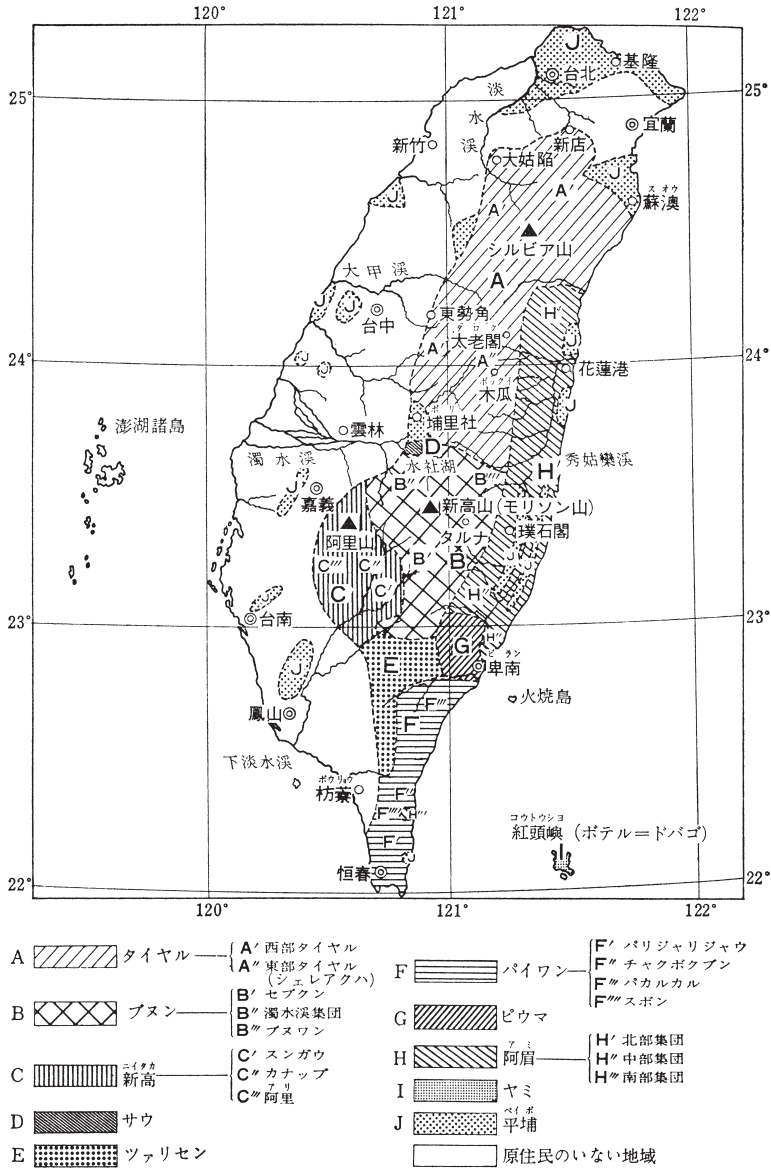 120° 121° 122°
J
基隆
台北
25° 25°
淡水渓
宜蘭
新竹
新店
大姑陥
J
A′
スオウ
蘇澳
J
A′
シルビア山
大甲渓
A
H′
J
J
台中
東勢角
タロコ
太老閣
J
A′
A″
24° 24°
J
J
ボックイ
木瓜
花蓮港
J
ポリ
埔里社
澎湖諸島
雲林
D
水社湖
濁水渓
H
秀姑巒渓
J
B″
B‴
嘉義
新高山(モリソン山)
阿里山
タルナ
璞石閣
J
J
C‴
C″
B′
B
C
C′
H″
J
台南
23° 23°
H″
E
G
ピラン
卑南
J
火焼島
鳳山
F‴
F
下淡水渓
ボウリョウ
枋藔
F″
F⁗
H‴
コウトウショ
紅頭嶼 (ボテル=ドバゴ)
I
F′
J
恒春
22° 22°
120° 121° 122°
A タイヤル
A′ 西部タイヤル
A″ 東部タイヤル
(シェレアクハ)
B ブヌン
B′ セブクン
B″ 濁水渓集団
B‴ ブヌワン
C
ニイタカ
新高
C′ スンガウ
C″ カナップ
アリ
C‴ 阿里
D サウ
E ツァリセン
F パイワン
F′ パリジャリジャウ
F″ チャクボクブン
F‴ パカルカル
F⁗ スボン
G ピウマ
H
アミ
阿眉
H′ 北部集団
H″ 中部集団
H‴ 南部集団
I ヤミ
J
ペイポ
平埔
原住民のいない地域